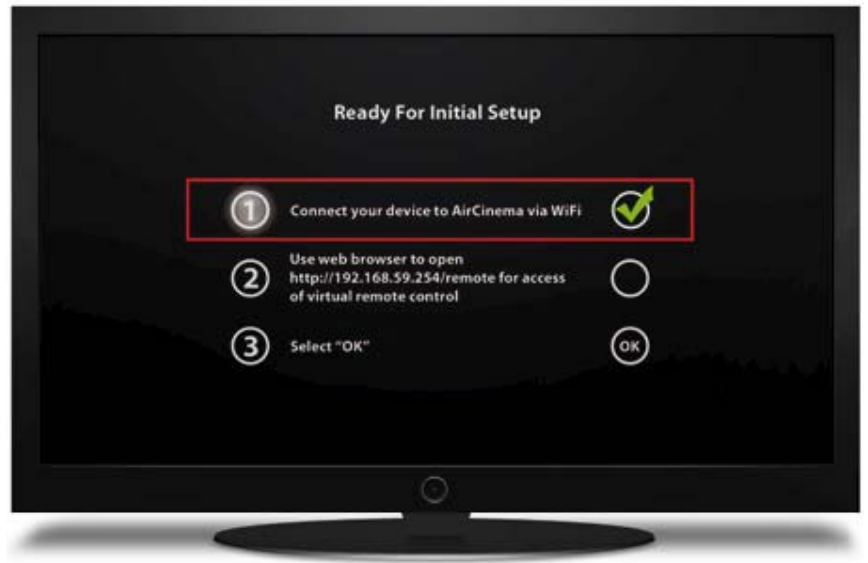 Ready For Initial Setup
1 Connect your device to AirCinema via WiFi
2 Use web browser to open
http://192.168.59.254/remote for access
of virtual remote control
3 Select "OK" OK